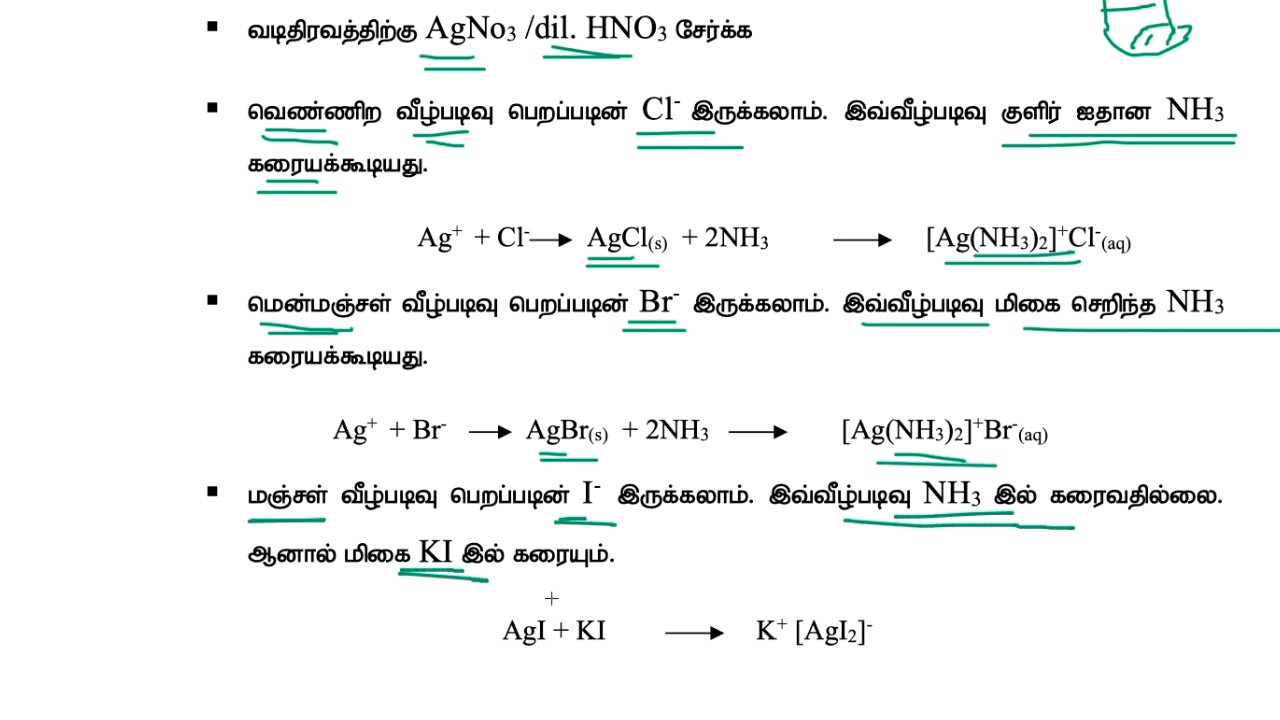 ▪ வடிதிரவத்திற்கு AgNo₃ /dil. HNO₃ சேர்க்க
▪ வெண்ணிற வீழ்படிவு பெறப்படின் Cl⁻ இருக்கலாம். இவ்வீழ்படிவு குளிர் ஐதான NH₃
கரையக்கூடியது.
Ag⁺ + Cl⁻ ⟶ AgCl₍s₎ + 2NH₃ ⟶ [Ag(NH₃)₂]⁺Cl⁻₍aq₎
▪ மென்மஞ்சள் வீழ்படிவு பெறப்படின் Br⁻ இருக்கலாம். இவ்வீழ்படிவு மிகை செறிந்த NH₃
கரையக்கூடியது.
Ag⁺ + Br⁻ ⟶ AgBr₍s₎ + 2NH₃ ⟶ [Ag(NH₃)₂]⁺Br⁻₍aq₎
▪ மஞ்சள் வீழ்படிவு பெறப்படின் I⁻ இருக்கலாம். இவ்வீழ்படிவு NH₃ இல் கரைவதில்லை.
ஆனால் மிகை KI இல் கரையும்.
AgI + KI ⟶ K⁺ [AgI₂]⁻